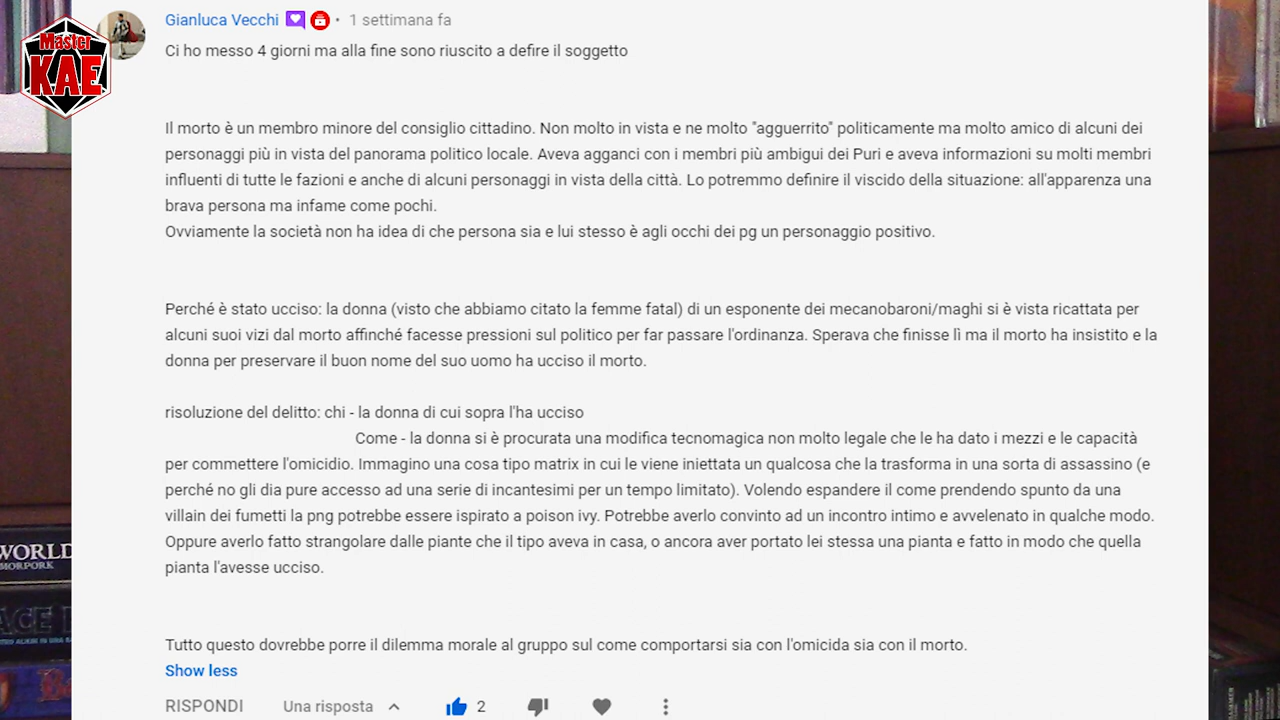 Master
KAE
Gianluca Vecchi • 1 settimana fa
Ci ho messo 4 giorni ma alla fine sono riuscito a defire il soggetto
Il morto è un membro minore del consiglio cittadino. Non molto in vista e ne molto "agguerrito" politicamente ma molto amico di alcuni dei
personaggi più in vista del panorama politico locale. Aveva agganci con i membri più ambigui dei Puri e aveva informazioni su molti membri
influenti di tutte le fazioni e anche di alcuni personaggi in vista della città. Lo potremmo definire il viscido della situazione: all'apparenza una
brava persona ma infame come pochi.
Ovviamente la società non ha idea di che persona sia e lui stesso è agli occhi dei pg un personaggio positivo.
Perché è stato ucciso: la donna (visto che abbiamo citato la femme fatal) di un esponente dei mecanobaroni/maghi si è vista ricattata per
alcuni suoi vizi dal morto affinché facesse pressioni sul politico per far passare l'ordinanza. Sperava che finisse lì ma il morto ha insistito e la
donna per preservare il buon nome del suo uomo ha ucciso il morto.
risoluzione del delitto: chi - la donna di cui sopra l'ha ucciso
Come - la donna si è procurata una modifica tecnomagica non molto legale che le ha dato i mezzi e le capacità
per commettere l'omicidio. Immagino una cosa tipo matrix in cui le viene iniettata un qualcosa che la trasforma in una sorta di assassino (e
perché no gli dia pure accesso ad una serie di incantesimi per un tempo limitato). Volendo espandere il come prendendo spunto da una
villain dei fumetti la png potrebbe essere ispirato a poison ivy. Potrebbe averlo convinto ad un incontro intimo e avvelenato in qualche modo.
Oppure averlo fatto strangolare dalle piante che il tipo aveva in casa, o ancora aver portato lei stessa una pianta e fatto in modo che quella
pianta l'avesse ucciso.
Tutto questo dovrebbe porre il dilemma morale al gruppo sul come comportarsi sia con l'omicida sia con il morto.
Show less
RISPONDI Una risposta 2
WORLD
MORPORK
ACE